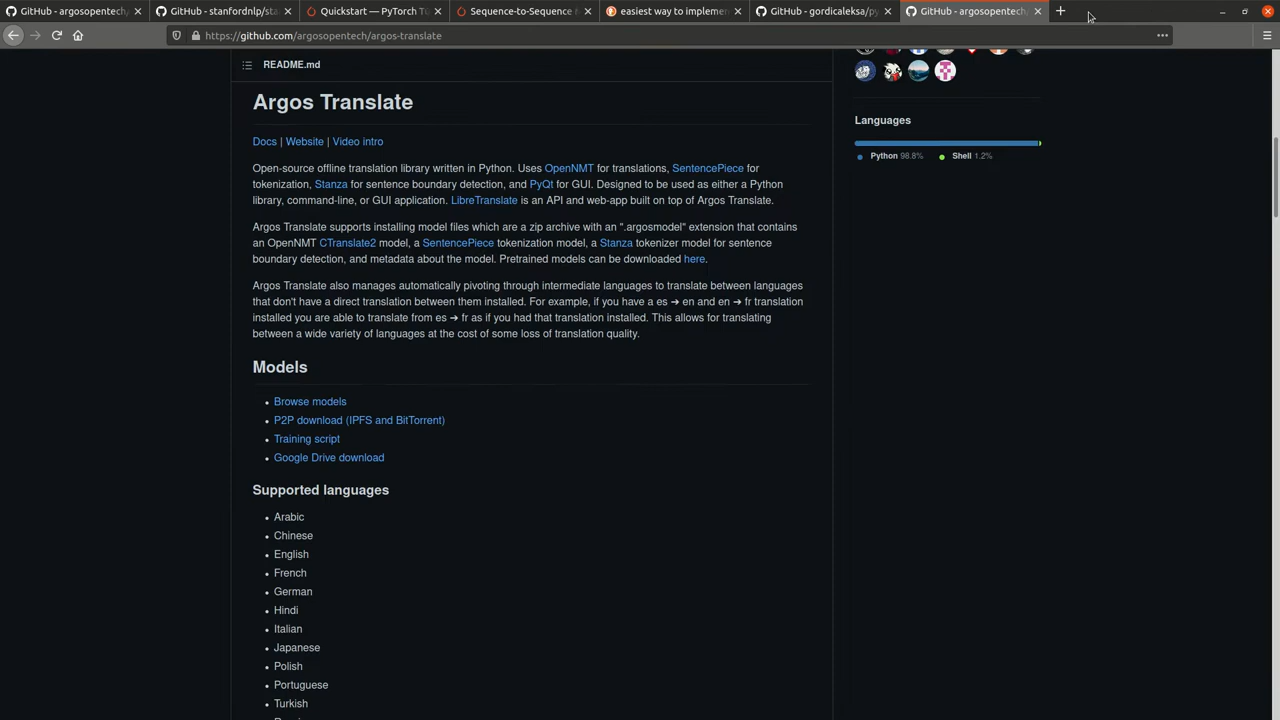 GitHub - argosopentech/
GitHub - stanfordnlp/sta
Quickstart — PyTorch Tu
Sequence-to-Sequence
easiest way to implemen
GitHub - gordicaleksa/py
GitHub - argosopentech/
https://github.com/argosopentech/argos-translate
README.md
Argos Translate
Docs | Website | Video intro
Open-source offline translation library written in Python. Uses OpenNMT for translations, SentencePiece for
tokenization, Stanza for sentence boundary detection, and PyQt for GUI. Designed to be used as either a Python
library, command-line, or GUI application. LibreTranslate is an API and web-app built on top of Argos Translate.
Argos Translate supports installing model files which are a zip archive with an ".argosmodel" extension that contains
an OpenNMT CTranslate2 model, a SentencePiece tokenization model, a Stanza tokenizer model for sentence
boundary detection, and metadata about the model. Pretrained models can be downloaded here.
Argos Translate also manages automatically pivoting through intermediate languages to translate between languages
that don't have a direct translation between them installed. For example, if you have a es ➔ en and en ➔ fr translation
installed you are able to translate from es ➔ fr as if you had that translation installed. This allows for translating
between a wide variety of languages at the cost of some loss of translation quality.
Models
Browse models
P2P download (IPFS and BitTorrent)
Training script
Google Drive download
Supported languages
Arabic
Chinese
English
French
German
Hindi
Italian
Japanese
Polish
Portuguese
Turkish
Languages
Python 98.8%
Shell 1.2%